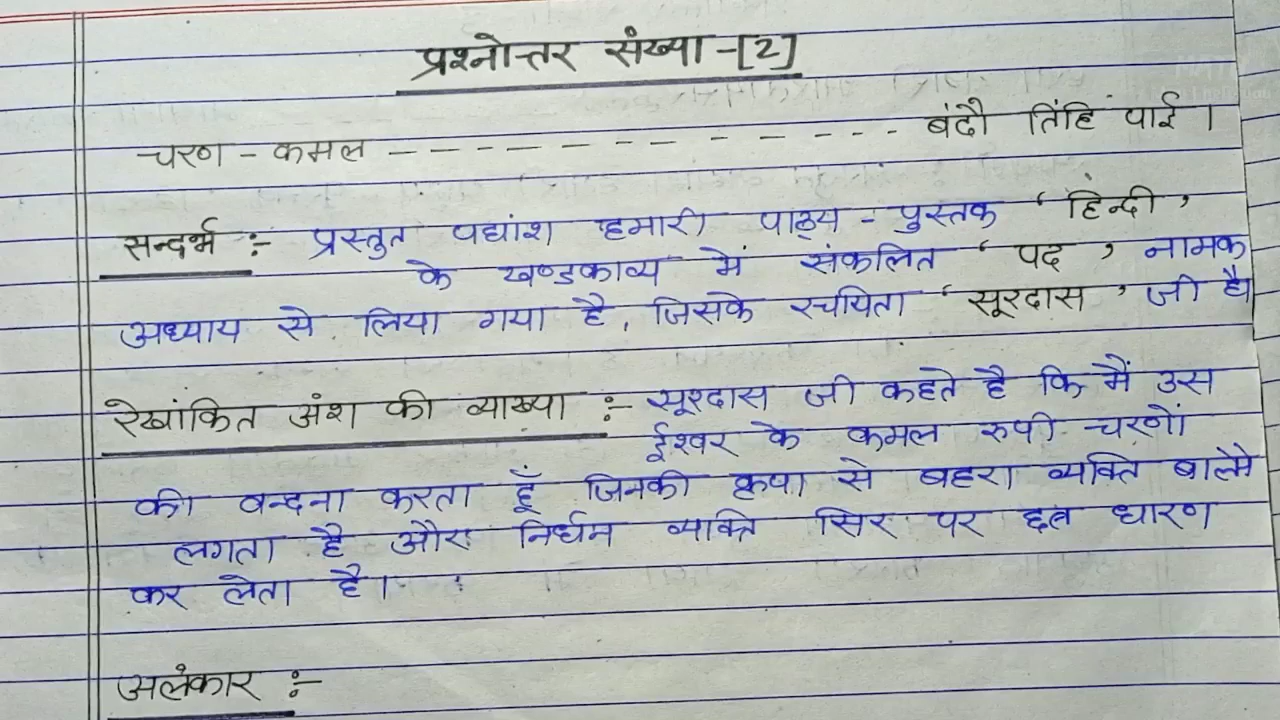 प्रश्नोत्तर संख्या -[2]
चरण - कमल - - - - - - - - - - - - - बंदौ तिंहि पाई ।
सन्दर्भ :- प्रस्तुत पद्यांश हमारी पाठ्य - पुस्तक ' हिंन्दी '
के खण्डकाव्य में संकलित ' पद ' नामक
अध्याय से लिया गया है, जिसके रचयिता ' सूरदास ' जी है।
रेखांकित अंश की व्याख्या :- सूरदास जी कहते है कि मैं उस
ईश्वर के कमल रुपी चरणों
की वन्दना करता हूँ जिनकी कृपा से बहरा व्यक्ति बालने
लगता है और निर्धन व्यक्ति सिर पर छत्र धारण
कर लेता है।
अलंकार :-